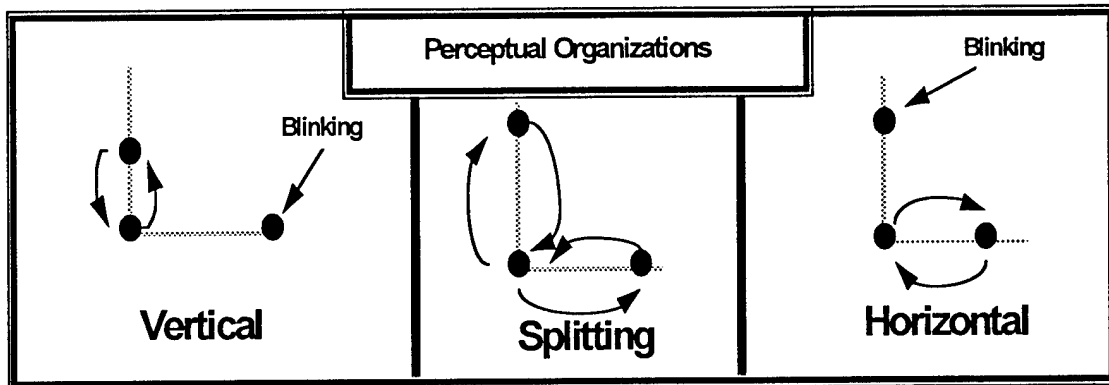 Perceptual Organizations
Blinking
Vertical
Splitting
Blinking
Horizontal